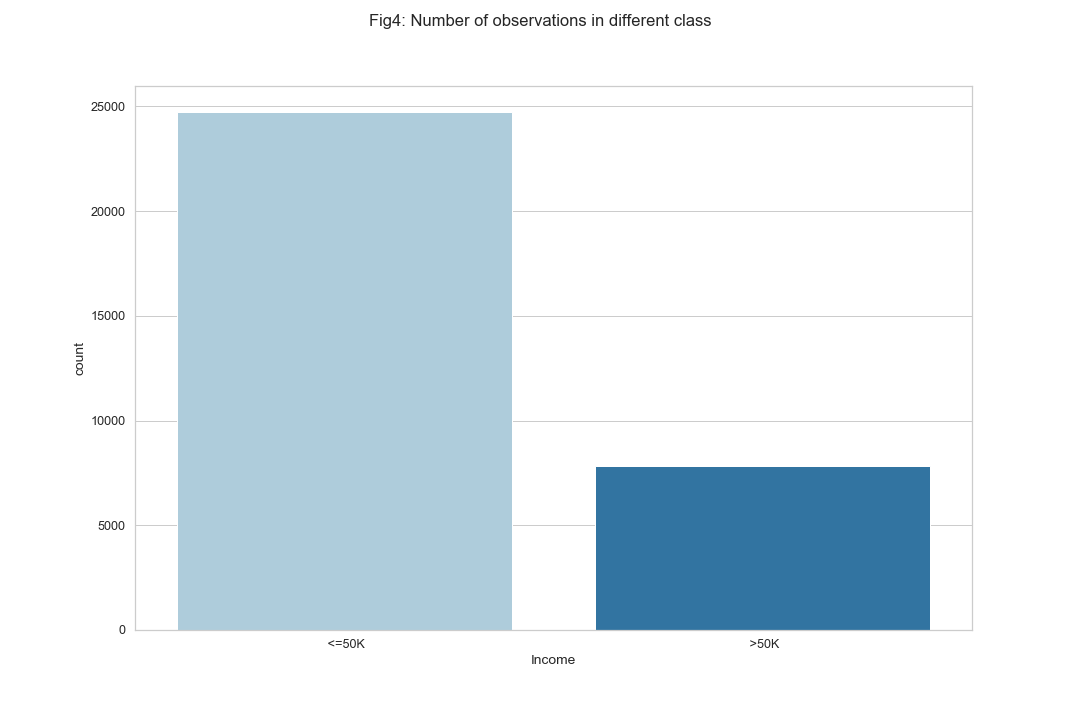 Fig4: Number of observations in different class
25000
20000
15000
10000
5000
0
count
<=50K
>50K
Income